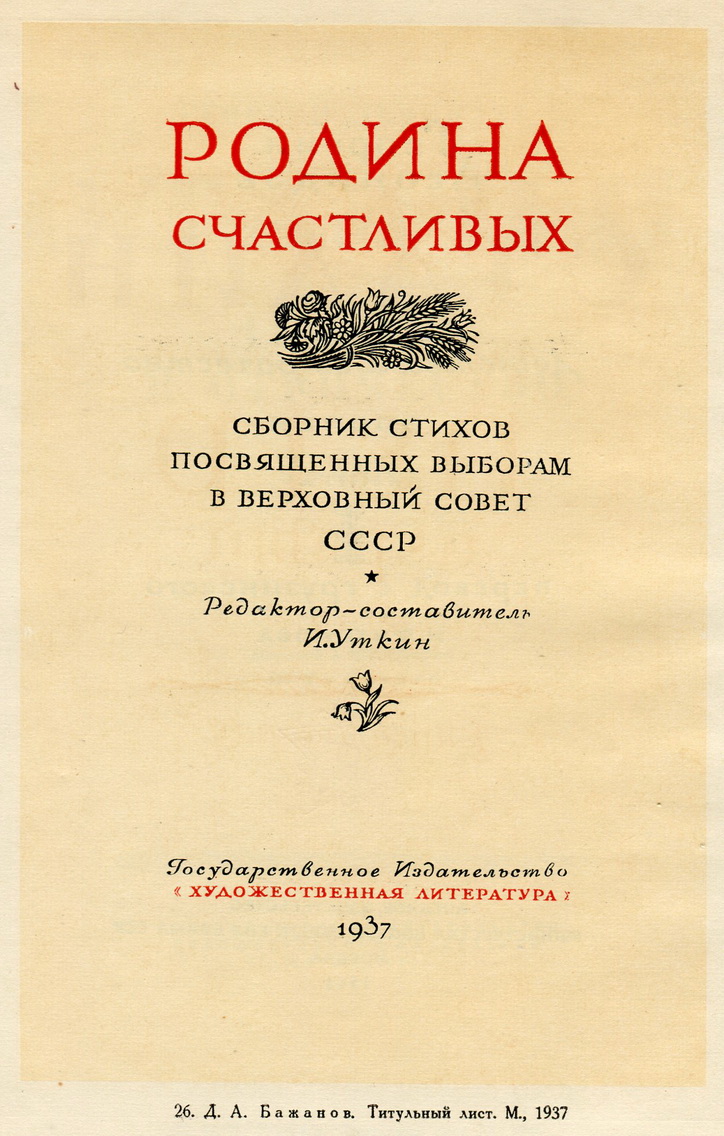 РОДИНА
СЧАСТЛИВЫХ
СБОРНИК СТИХОВ
ПОСВЯЩЕННЫХ ВЫБОРАМ
В ВЕРХОВНЫЙ СОВЕТ
СССР
Редактор-составитель
И.Уткин
Государственное Издательство
«ХУДОЖЕСТВЕННАЯ ЛИТЕРАТУРА»
1937
26. Д. А. Бажанов. Титульный лист. М., 1937